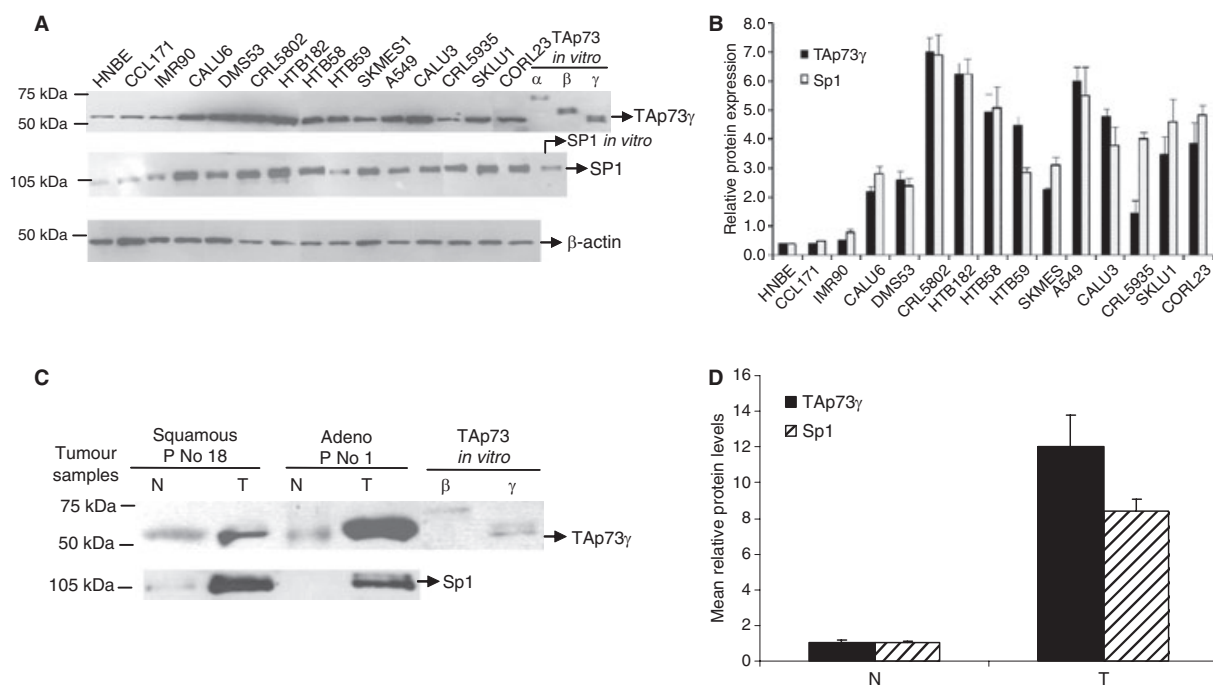 A
HNBE
CCL171
IMR90
CALU6
DMS53
CRL5802
HTB182
HTB58
HTB59
SKMES1
A549
CALU3
CRL5935
SKLU1
CORL23
TAp73
in vitro
α β γ
75 kDa
50 kDa
TAp73γ
SP1 in vitro
105 kDa
SP1
50 kDa
β-actin
B
Relative protein expression
8.0
7.0
6.0
5.0
4.0
3.0
2.0
1.0
0.0
TAp73γ
Sp1
HNBE
CCL171
IMR90
CALU6
DMS53
CRL5802
HTB182
HTB58
HTB59
SKMES
A549
CALU3
CRL5935
SKLU1
CORL23
C
Tumour
samples
Squamous
P No 18
Adeno
P No 1
TAp73
in vitro
N T N T β γ
75 kDa
50 kDa
TAp73γ
105 kDa
Sp1
D
Mean relative protein levels
16
14
12
10
8
6
4
2
0
TAp73γ
Sp1
N T